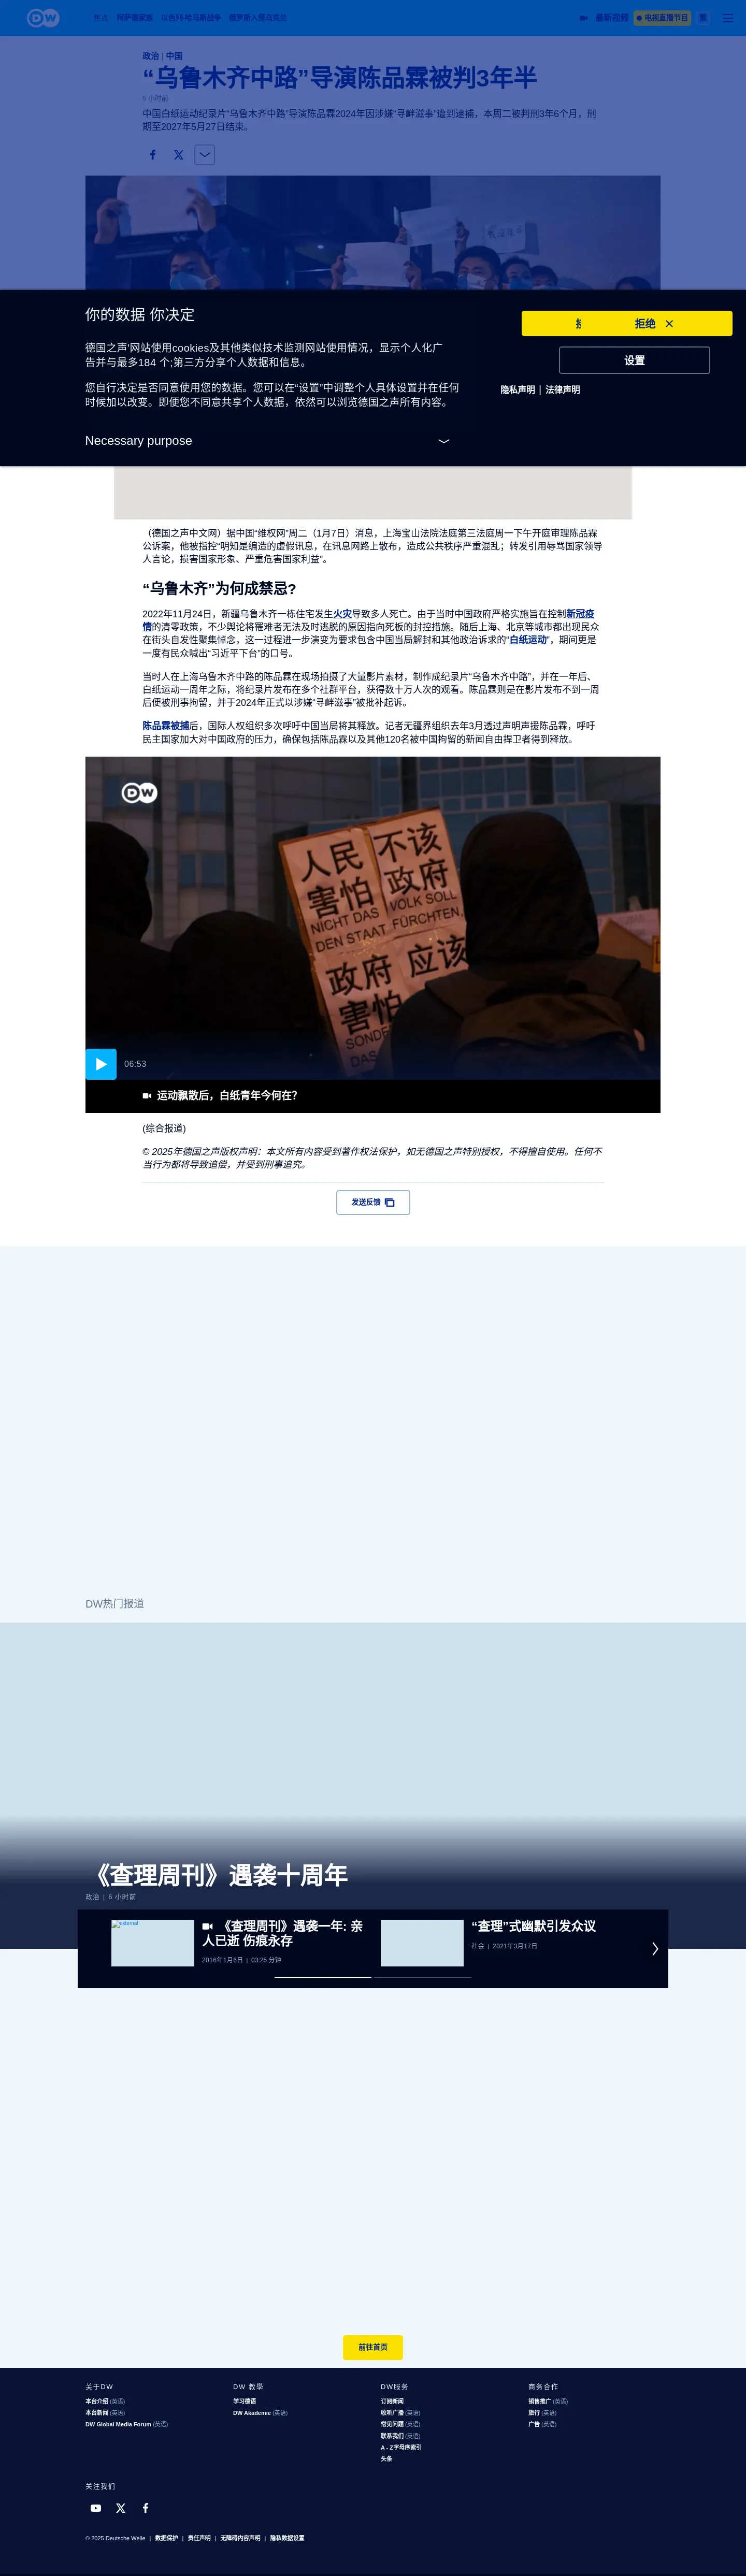 DW
焦点 阿萨德家族 以色列-哈马斯战争 俄罗斯入侵乌克兰
最新视频 电视直播节目 繁
政治 | 中国
“乌鲁木齐中路”导演陈品霖被判3年半
5 小时前
中国白纸运动纪录片“乌鲁木齐中路”导演陈品霖2024年因涉嫌“寻衅滋事”遭到逮捕，本周二被判刑3年6个月，刑
期至2027年5月27日结束。
你的数据 你决定
德国之声'网站使用cookies及其他类似技术监测网站使用情况，显示个人化广
告并与最多184 个;第三方分享个人数据和信息。
您自行决定是否同意使用您的数据。您可以在“设置”中调整个人具体设置并在任何
时候加以改变。即便您不同意共享个人数据，依然可以浏览德国之声所有内容。
Necessary purpose
拒绝
设置
隐私声明 | 法律声明
（德国之声中文网）据中国“维权网”周二（1月7日）消息，上海宝山法院法庭第三法庭周一下午开庭审理陈品霖
公诉案，他被指控“明知是编造的虚假讯息，在讯息网路上散布，造成公共秩序严重混乱；转发引用辱骂国家领导
人言论，损害国家形象、严重危害国家利益”。
“乌鲁木齐”为何成禁忌?
2022年11月24日，新疆乌鲁木齐一栋住宅发生火灾导致多人死亡。由于当时中国政府严格实施旨在控制新冠疫
情的清零政策，不少舆论将罹难者无法及时逃脱的原因指向死板的封控措施。随后上海、北京等城市都出现民众
在街头自发性聚集悼念，这一过程进一步演变为要求包含中国当局解封和其他政治诉求的“白纸运动”，期间更是
一度有民众喊出“习近平下台”的口号。
当时人在上海乌鲁木齐中路的陈品霖在现场拍摄了大量影片素材，制作成纪录片“乌鲁木齐中路”，并在一年后、
白纸运动一周年之际，将纪录片发布在多个社群平台，获得数十万人次的观看。陈品霖则是在影片发布不到一周
后便被刑事拘留，并于2024年正式以涉嫌“寻衅滋事”被批补起诉。
陈品霖被捕后，国际人权组织多次呼吁中国当局将其释放。记者无疆界组织去年3月透过声明声援陈品霖，呼吁
民主国家加大对中国政府的压力，确保包括陈品霖以及其他120名被中国拘留的新闻自由捍卫者得到释放。
DW
人民 不该
害怕 政府
NICHT DAS VOLK SOLL
DEN STAAT FÜRCHTEN,
政府 应该
害怕
06:53
运动飘散后，白纸青年今何在?
(综合报道)
© 2025年德国之声版权声明：本文所有内容受到著作权法保护，如无德国之声特别授权，不得擅自使用。任何不
当行为都将导致追偿，并受到刑事追究。
发送反馈
DW热门报道
《查理周刊》遇袭十周年
政治 | 6 小时前
external
《查理周刊》遇袭一年: 亲
人已逝 伤痕永存
2016年1月6日 | 03:25 分钟
“查理”式幽默引发众议
社会 | 2021年3月17日
前往首页
关于DW
本台介绍 (英语)
本台新闻 (英语)
DW Global Media Forum (英语)
DW 教學
学习德语
DW Akademie (英语)
DW服务
订阅新闻
收听广播 (英语)
常见问题 (英语)
联系我们 (英语)
A - Z字母序索引
头条
商务合作
销售推广 (英语)
旅行 (英语)
广告 (英语)
关注我们
© 2025 Deutsche Welle | 数据保护 | 责任声明 | 无障碍内容声明 | 隐私数据设置